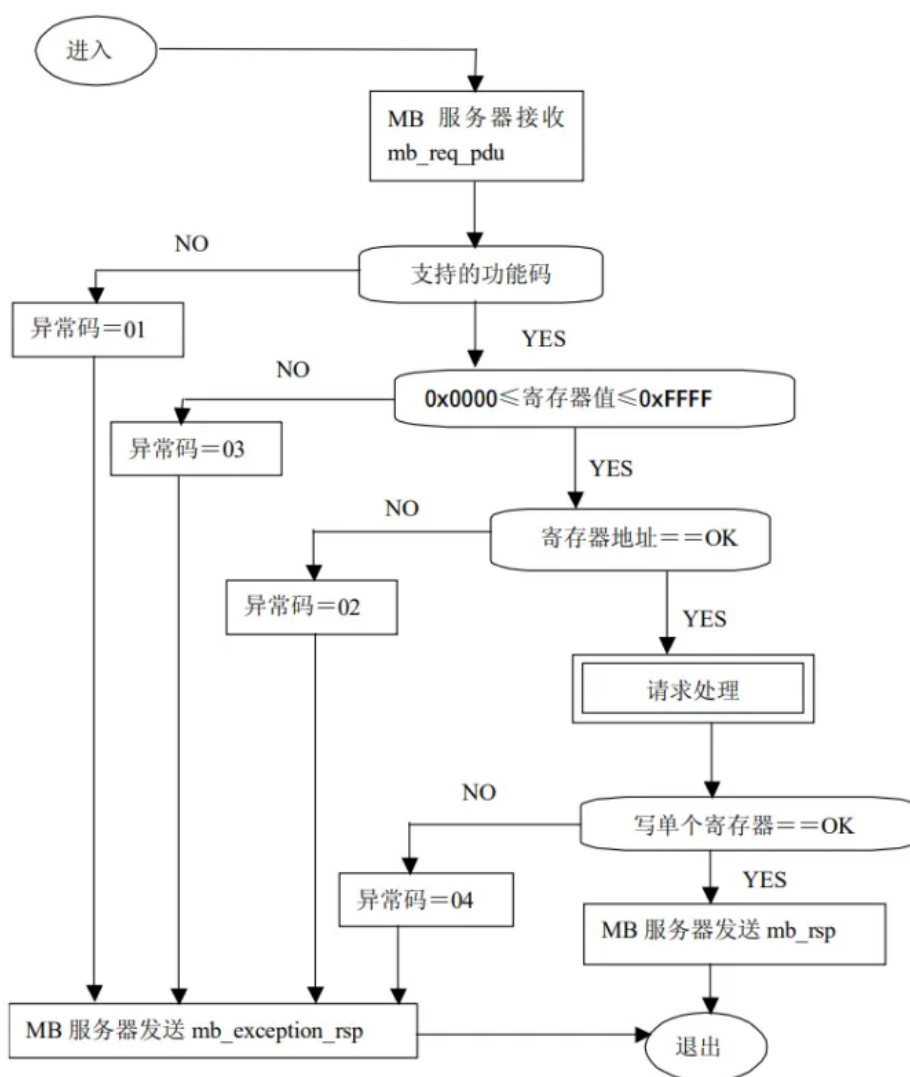 进入
MB 服务器接收
mb_req_pdu
NO
支持的功能码
异常码＝01
YES
NO
0x0000≤寄存器值≤0xFFFF
异常码＝03
YES
NO
寄存器地址＝＝OK
异常码＝02
YES
请求处理
NO
写单个寄存器＝＝OK
YES
异常码＝04
MB 服务器发送 mb_rsp
MB 服务器发送 mb_exception_rsp
退出